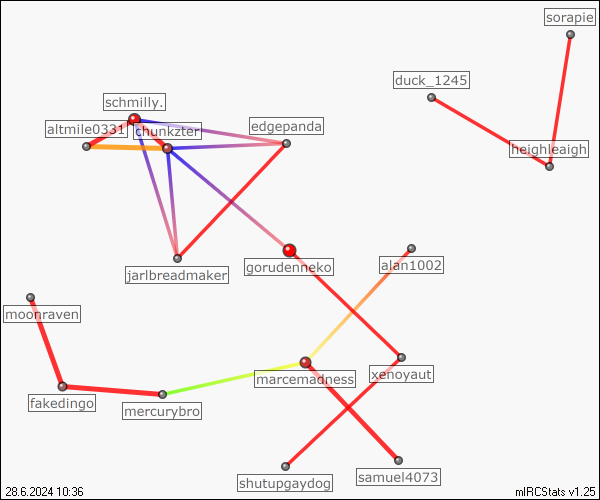 sorapie
duck_1245
schmilly.
edgepanda
altmile0331
chunkzter
heighleaigh
gorudenneko
alan1002
jarlbreadmaker
moonraven
xenoyaut
marcemadness
fakedingo
mercurybro
samuel4073
shutupgaydog
28.6.2024 10:36
mIRCStats v1.25